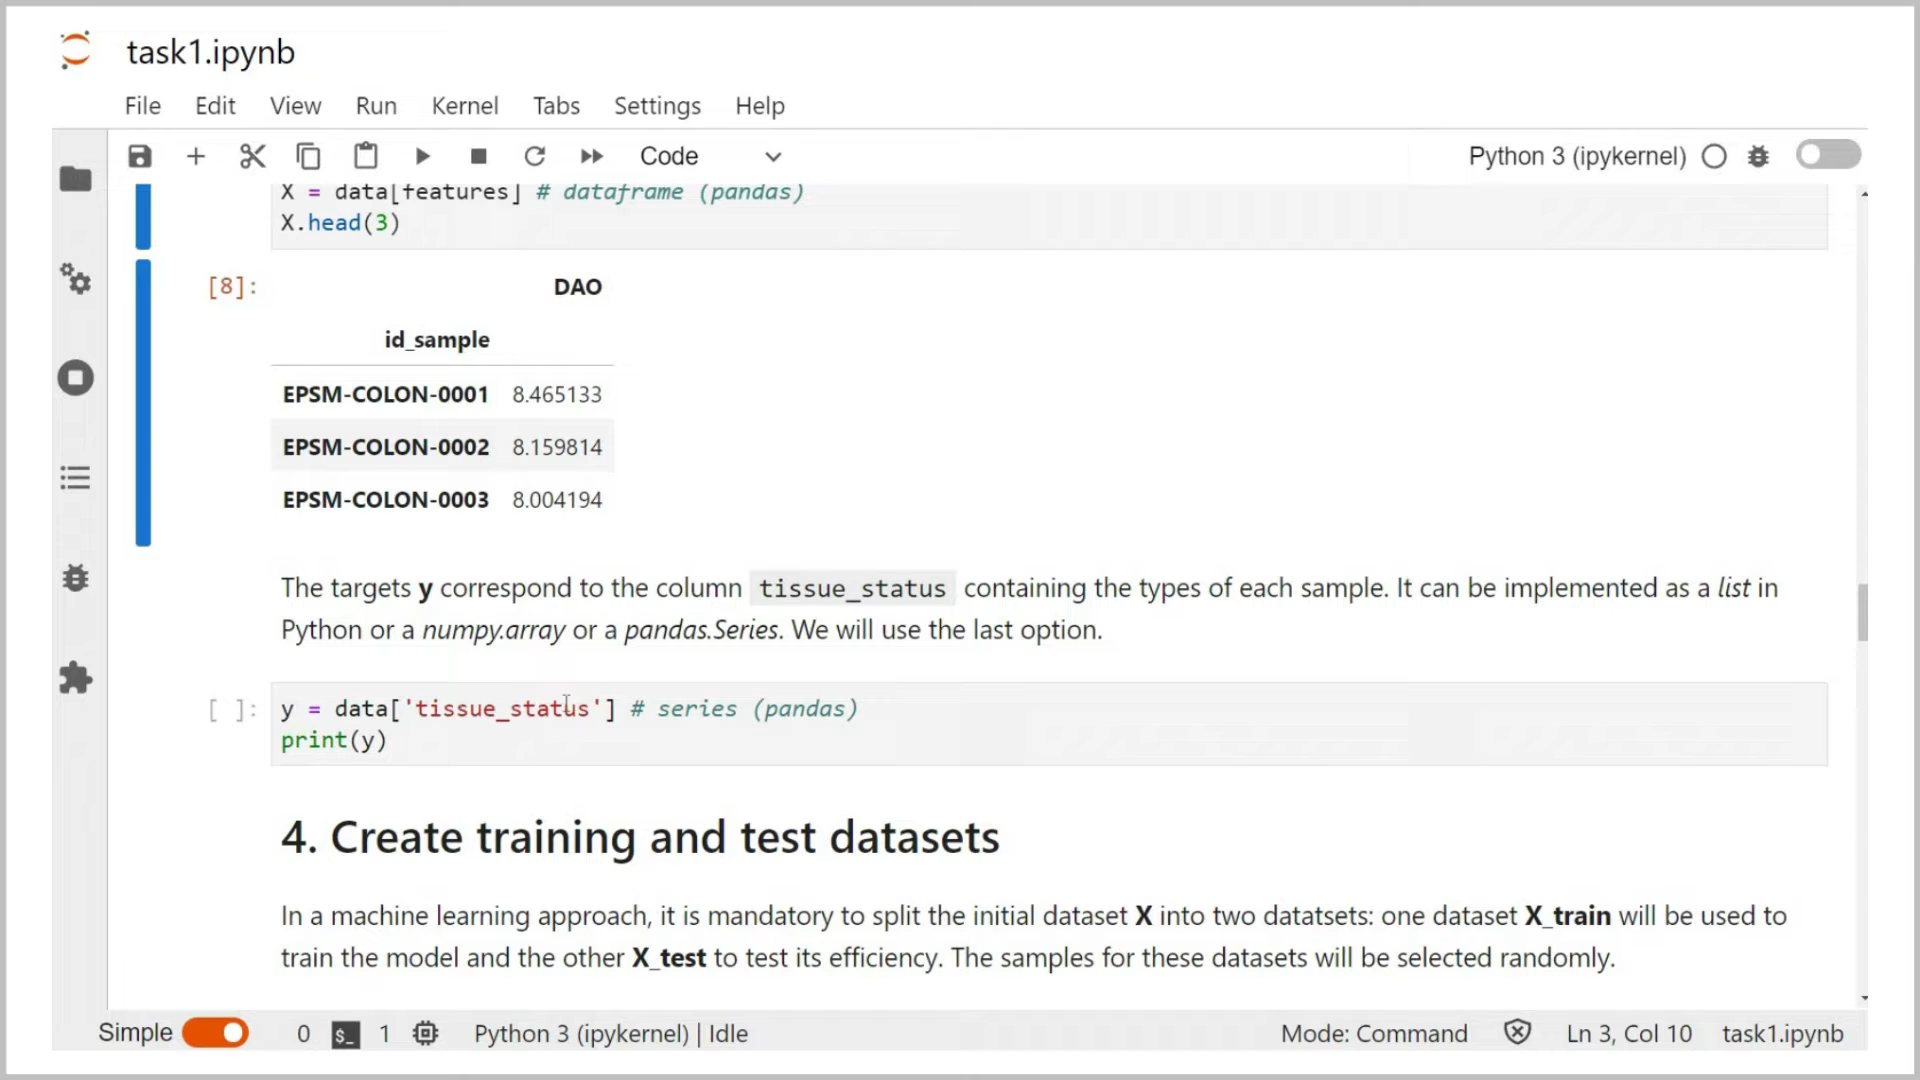 task1.ipynb
File Edit View Run Kernel Tabs Settings Help
Code Python 3 (ipykernel)
X = data[features] # dataframe (pandas)
X.head(3)
[8]: DAO
id_sample
EPSM-COLON-0001 8.465133
EPSM-COLON-0002 8.159814
EPSM-COLON-0003 8.004194
The targets y correspond to the column tissue_status containing the types of each sample. It can be implemented as a list in
Python or a numpy.array or a pandas.Series. We will use the last option.
[ ]: y = data['tissue_status'] # series (pandas)
print(y)
4. Create training and test datasets
In a machine learning approach, it is mandatory to split the initial dataset X into two datatsets: one dataset X_train will be used to
train the model and the other X_test to test its efficiency. The samples for these datasets will be selected randomly.
Simple 0 $_ 1 Python 3 (ipykernel) | Idle Mode: Command Ln 3, Col 10 task1.ipynb